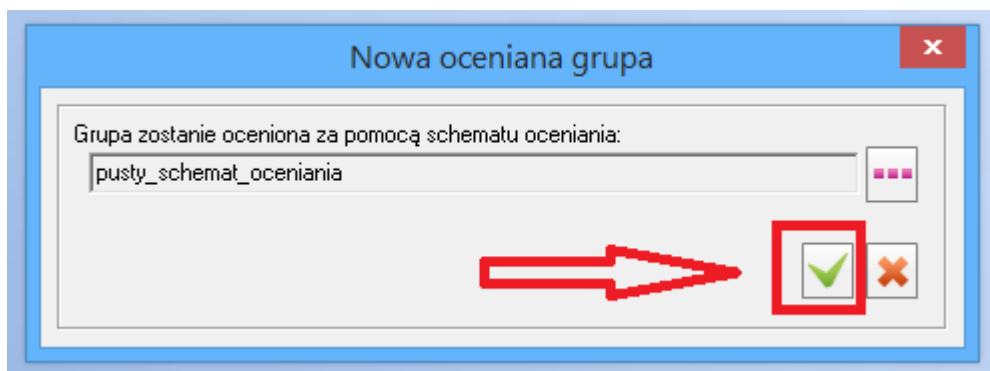 Nowa oceniana grupa
Grupa zostanie oceniona za pomocą schematu oceniania:
pusty_schemat_oceniania